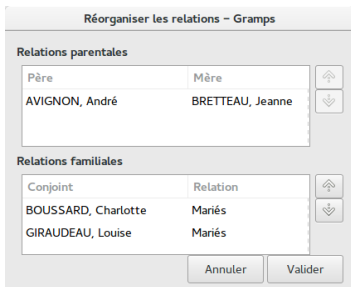 Réorganiser les relations – Gramps
Relations parentales
Père Mère
AVIGNON, André BRETTEAU, Jeanne
Relations familiales
Conjoint Relation
BOUSSARD, Charlotte Mariés
GIRAUDEAU, Louise Mariés
Annuler Valider